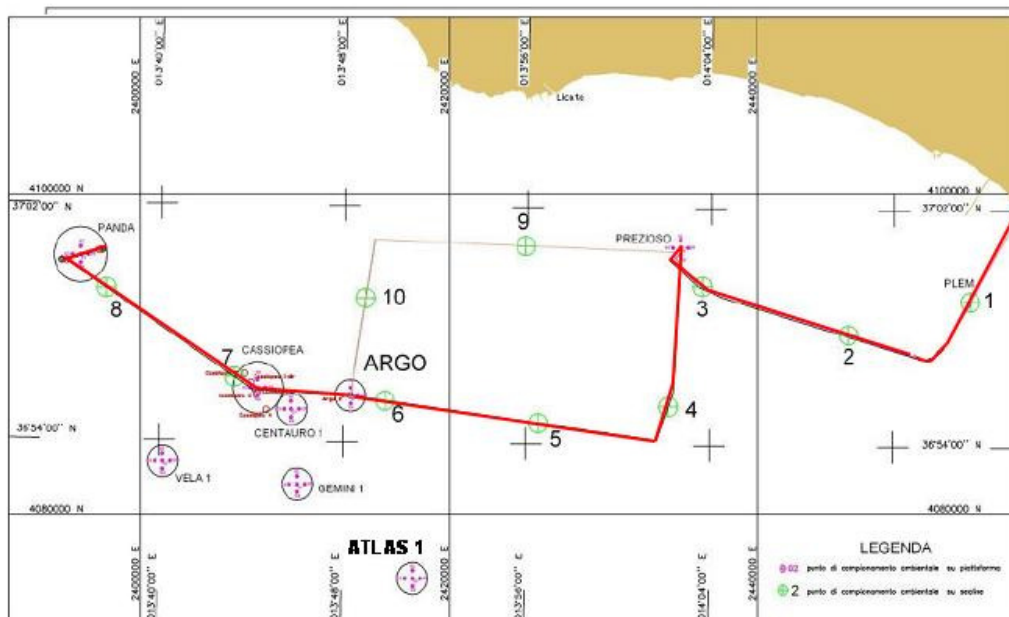 013°40'00" E
2400000 E
013°48'00" E
2420000 E
013°56'00" E
014°04'00" E
2440000 E
Licata
4100000 N
37°02'00" N
4100000 N
37°02'00" N
PANDA
9
PREZIOSO
8
10
3
PLEM
1
2
7
CASSIOFEA
ARGO
6
4
5
CENTAURO 1
36°54'00" N
36°54'00" N
VELA 1
GEMINI 1
4080000 N
4080000 N
ATLAS 1
2400000 E
013°40'00" E
013°48'00" E
2420000 E
013°56'00" E
014°04'00" E
2440000 E
LEGENDA
02 punto di campionamento ambientale su piattaforma
2 punto di campionamento ambientale su sealine